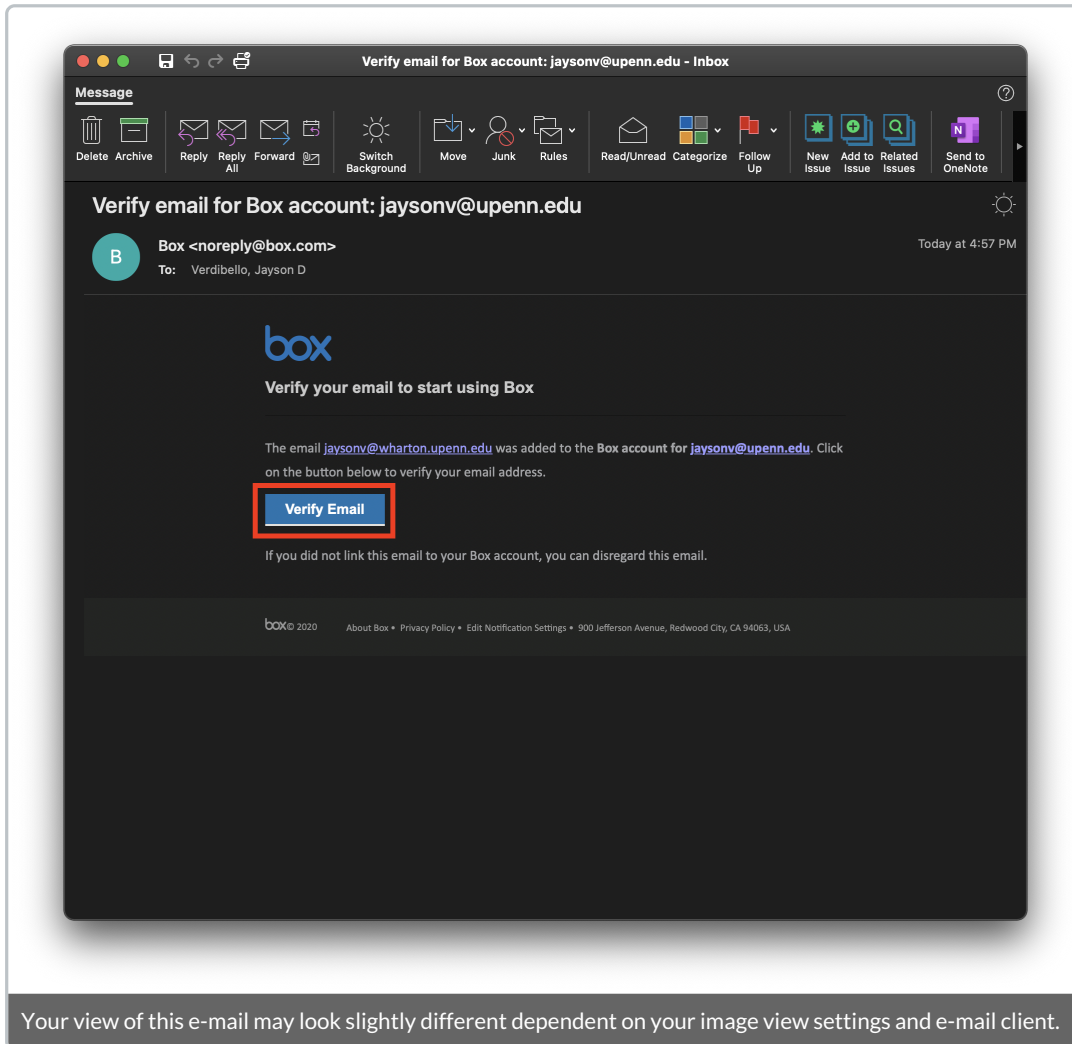 Verify email for Box account: jaysonv@upenn.edu - Inbox
Message
Delete Archive Reply Reply All Forward Switch Background Move Junk Rules Read/Unread Categorize Follow Up New Issue Add to Issue Related Issues Send to OneNote
Verify email for Box account: jaysonv@upenn.edu
B
Box <noreply@box.com>
Today at 4:57 PM
To: Verdibello, Jayson D
box
Verify your email to start using Box
The email jaysonv@wharton.upenn.edu was added to the Box account for jaysonv@upenn.edu. Click
on the button below to verify your email address.
Verify Email
If you did not link this email to your Box account, you can disregard this email.
box © 2020 About Box • Privacy Policy • Edit Notification Settings • 900 Jefferson Avenue, Redwood City, CA 94063, USA
Your view of this e-mail may look slightly different dependent on your image view settings and e-mail client.